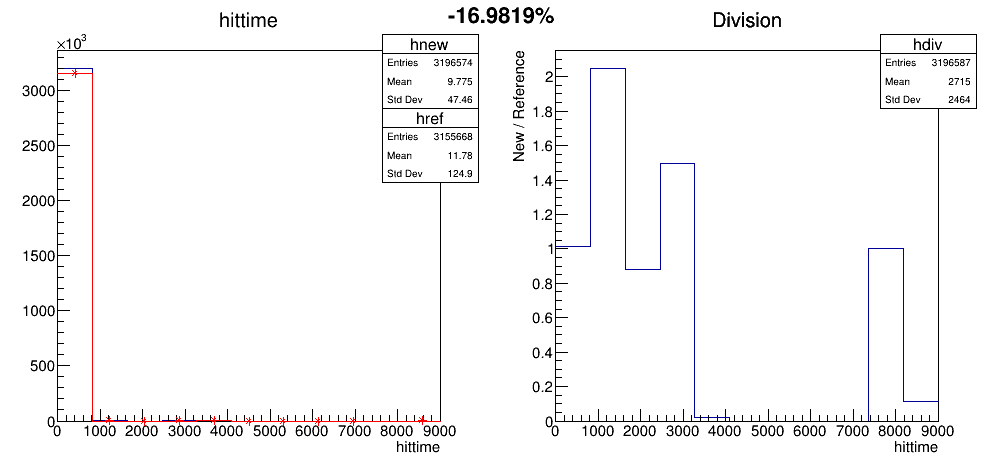 -16.9819%
hittime
×10³
3000
2500
2000
1500
1000
500
0
0 1000 2000 3000 4000 5000 6000 7000 8000 9000
hittime
hnew
Entries 3196574
Mean 9.775
Std Dev 47.46
href
Entries 3155668
Mean 11.78
Std Dev 124.9
Division
New / Reference
2
1.8
1.6
1.4
1.2
1
0.8
0.6
0.4
0.2
0
0 1000 2000 3000 4000 5000 6000 7000 8000 9000
hittime
hdiv
Entries 3196587
Mean 2715
Std Dev 2464